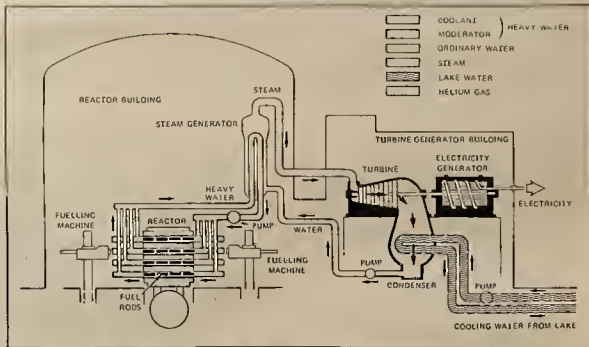 COOLANT
MODERATOR
HEAVY WATER
ORDINARY WATER
STEAM
LAKE WATER
HELIUM GAS
STEAM
REACTOR BUILDING
STEAM GENERATOR
TURBINE GENERATOR BUILDING
TURBINE
ELECTRICITY
GENERATOR
ELECTRICITY
HEAVY
WATER
FUELLING
MACHINE
REACTOR
PUMP
WATER
FUELLING
MACHINE
PUMP
CONDENSER
PUMP
FUEL
RODS
COOLING WATER FROM LAKE